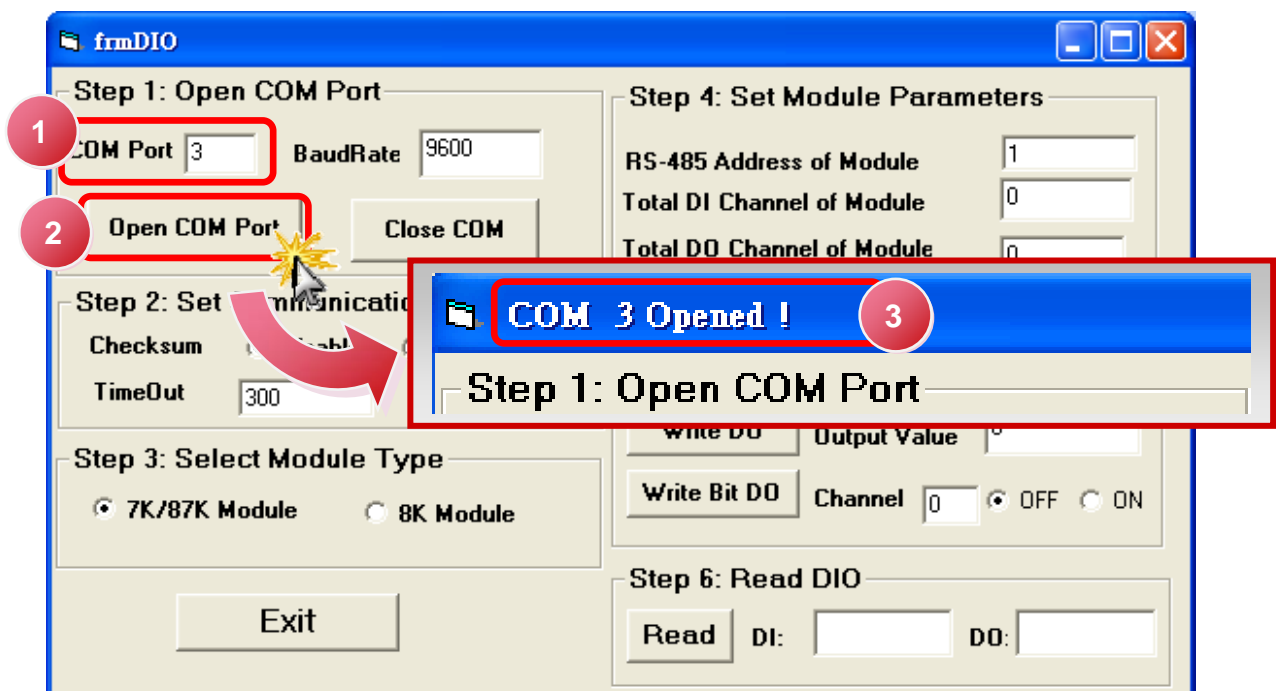 frmDIO
Step 1: Open COM Port
1
COM Port 3 BaudRate 9600
2
Open COM Port Close COM
Step 2: Set
Checksum
TimeOut 300
Step 3: Select Module Type
7K/87K Module 8K Module
Exit
Step 4: Set Module Parameters
RS-485 Address of Module 1
Total DI Channel of Module 0
Total DO Channel of Module 0
COM 3 Opened !
3
Step 1: Open COM Port
Write DO Output Value
Write Bit DO Channel 0 OFF ON
Step 6: Read DIO
Read DI: DO: